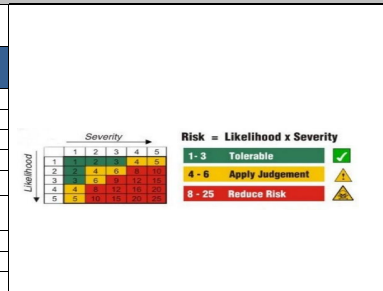 Severity
Likelihood
1 2 3 4 5
1 1 2 3 4 5
2 2 4 6 8 10
3 3 6 9 12 15
4 4 8 12 16 20
5 5 10 15 20 25
Risk = Likelihood x Severity
1- 3 Tolerable
4 - 6 Apply Judgement
8 - 25 Reduce Risk